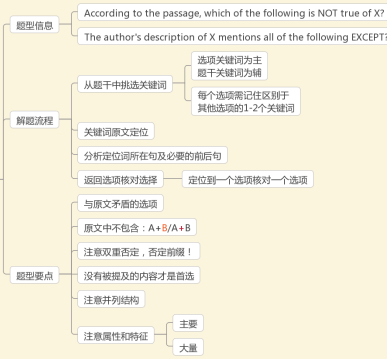 题型信息
According to the passage, which of the following is NOT true of X?
The author's description of X mentions all of the following EXCEPT?
解题流程
从题干中挑选关键词
选项关键词为主
题干关键词为辅
每个选项需记住区别于
其他选项的1-2个关键词
关键词原文定位
分析定位词所在句及必要的前后句
返回选项核对选择
定位到一个选项核对一个选项
题型要点
与原文矛盾的选项
原文中不包含：A+B/A+B
注意双重否定，否定前缀！
没有被提及的内容才是首选
注意并列结构
注意属性和特征
主要
大量